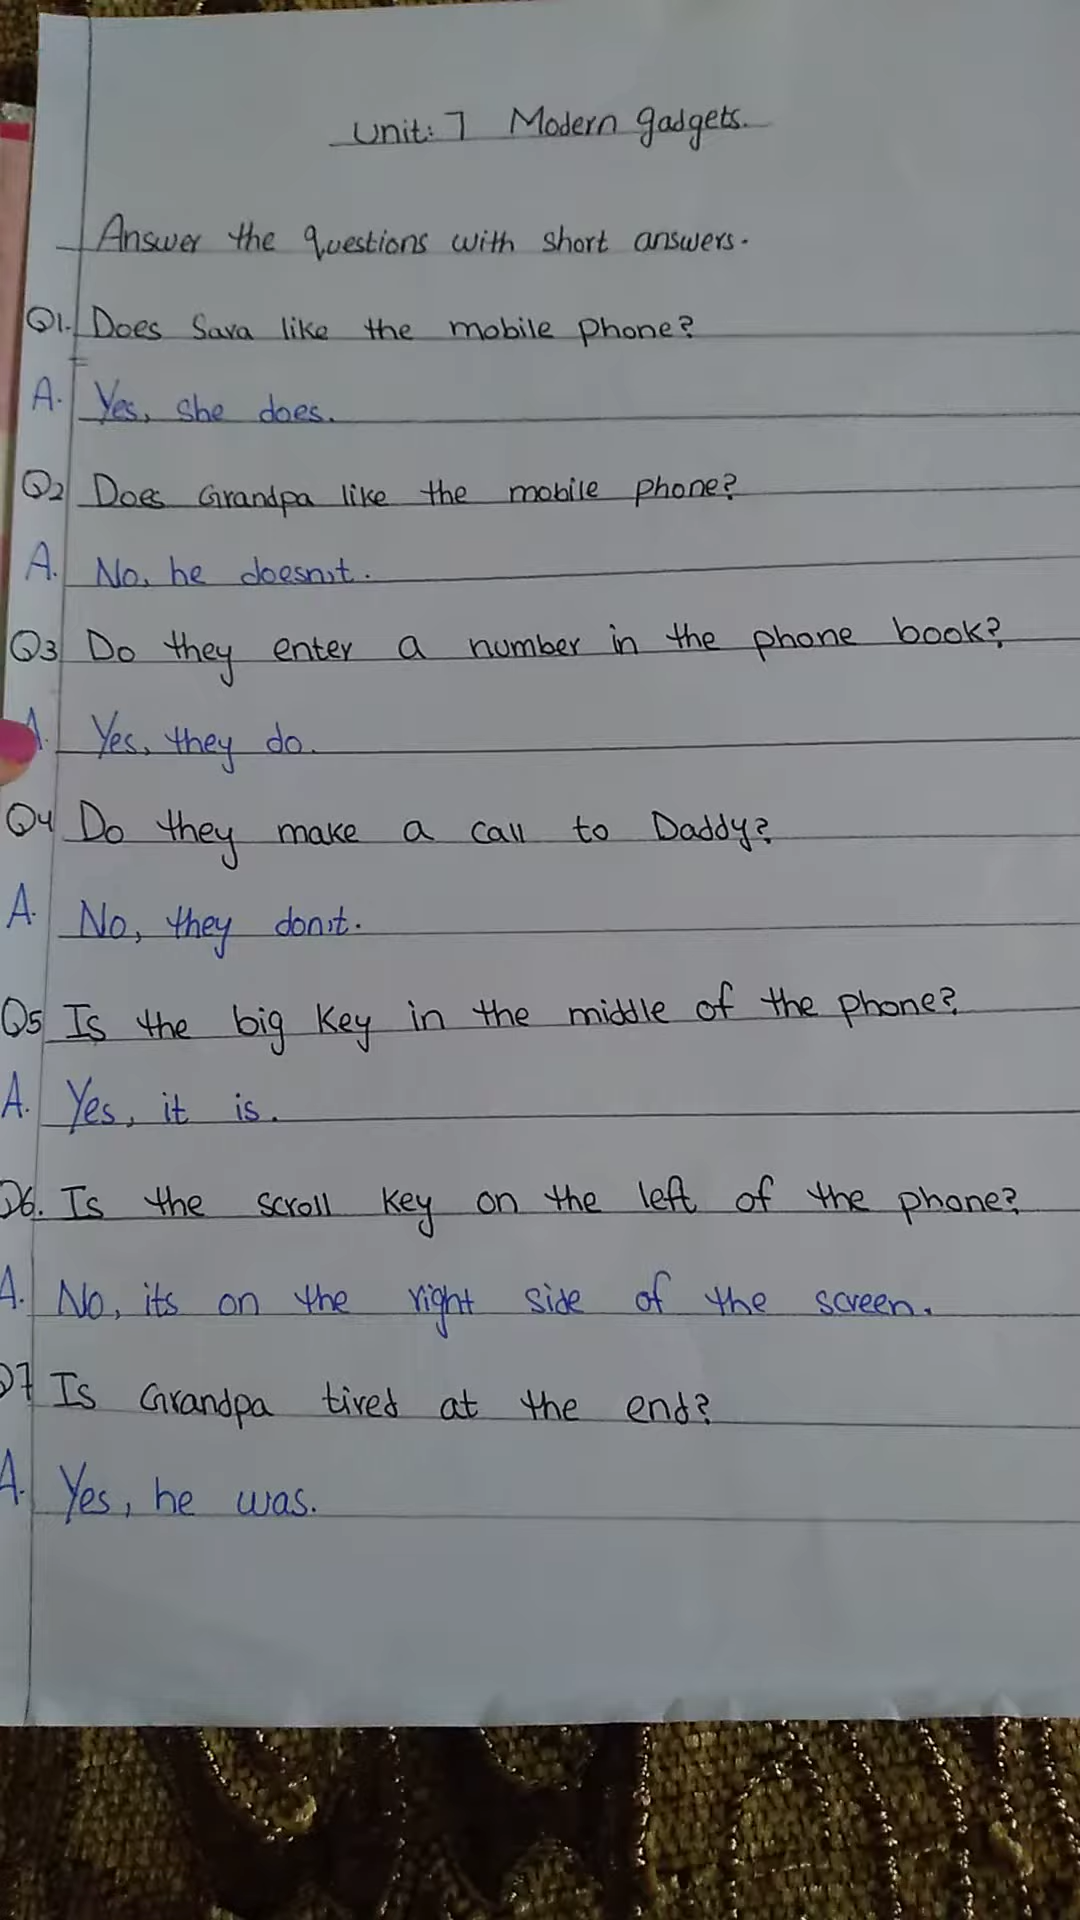 Unit: 7 Modern gadgets.
Answer the questions with short answers.
Q1. Does Sara like the mobile phone?
A. Yes, she does.
Q2 Does Grandpa like the mobile phone?
A. No, he doesn't.
Q3 Do they enter a number in the phone book?
A. Yes, they do.
Q4 Do they make a call to Daddy?
A. No, they don't.
Q5 Is the big key in the middle of the phone?
A. Yes, it is.
Q6. Is the scroll key on the left of the phone?
A. No, its on the right side of the screen.
Q7 Is Grandpa tired at the end?
A. Yes, he was.